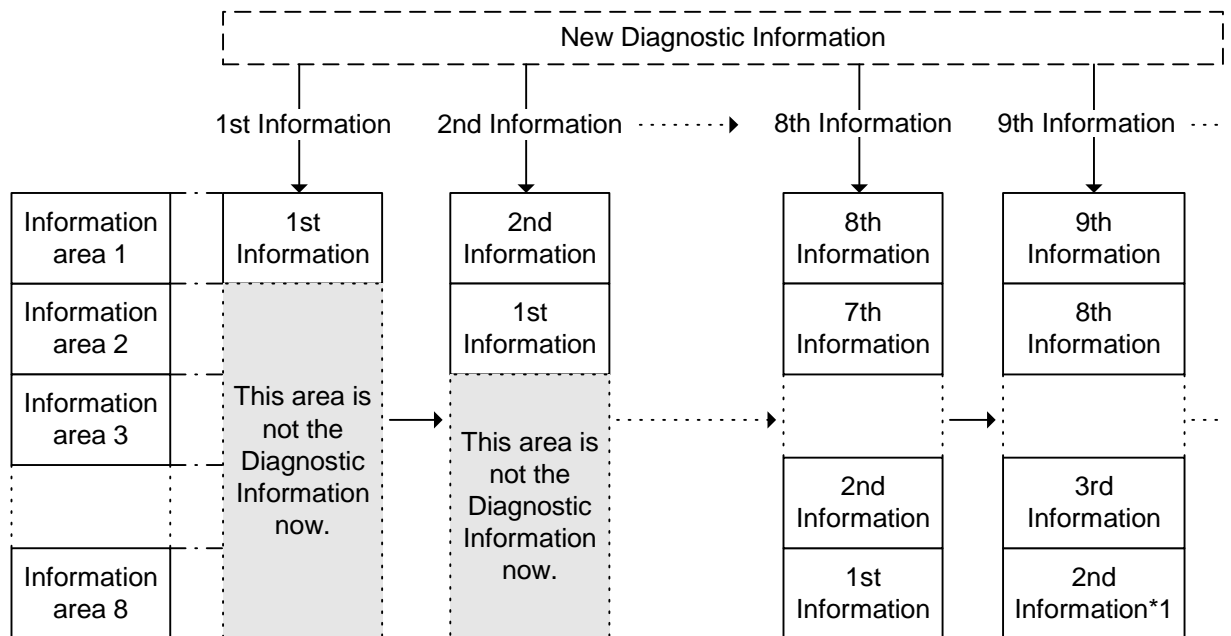 New Diagnostic Information
1st Information
2nd Information
8th Information
9th Information
Information
area 1
1st
Information
2nd
Information
8th
Information
9th
Information
Information
area 2
1st
Information
7th
Information
8th
Information
Information
area 3
This area is
not the
Diagnostic
Information
now.
This area is
not the
Diagnostic
Information
now.
2nd
Information
3rd
Information
Information
area 8
1st
Information
2nd
Information*1